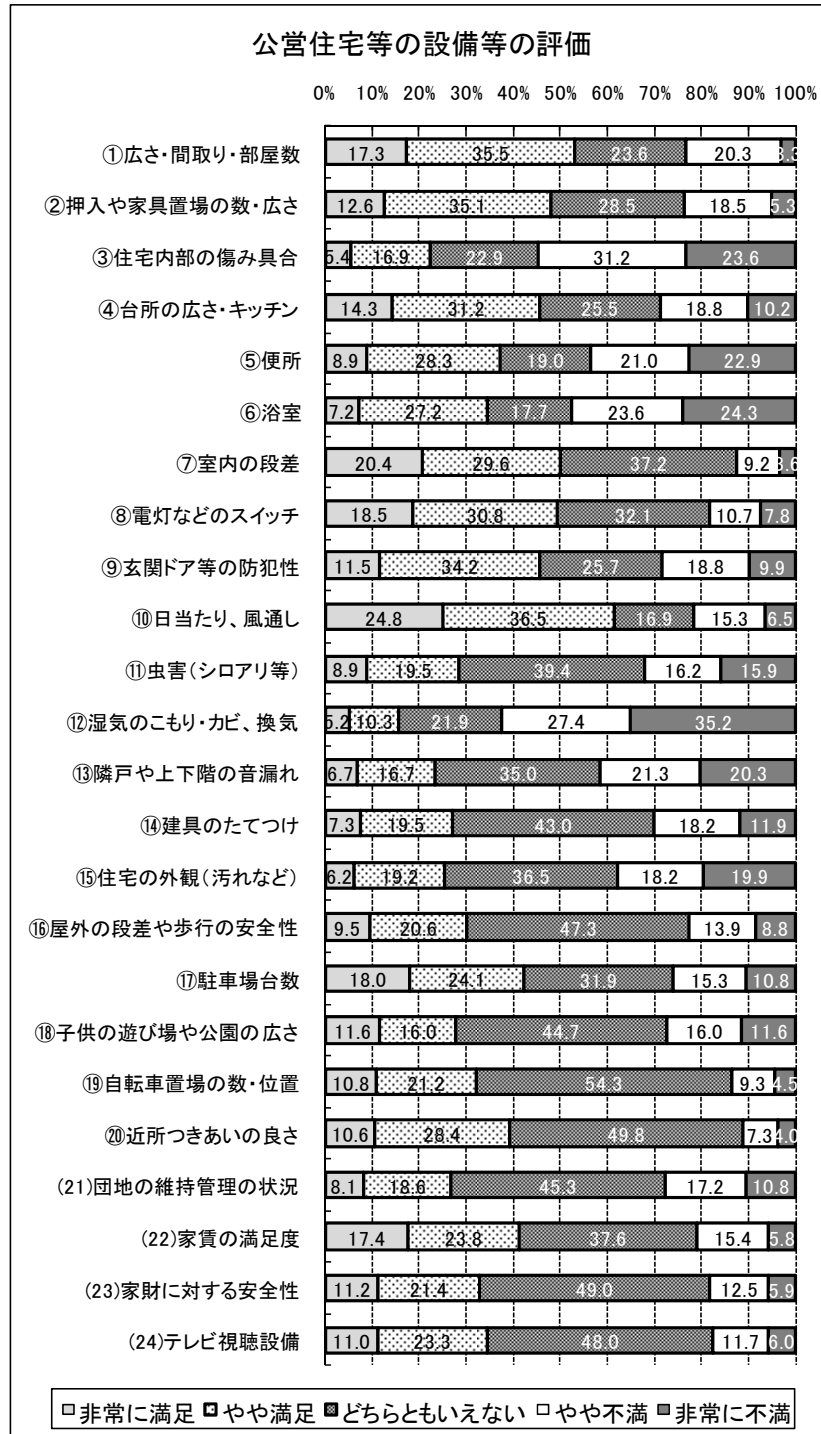 公営住宅等の設備等の評価
0% 10% 20% 30% 40% 50% 60% 70% 80% 90% 100%
①広さ・間取り・部屋数 17.3 35.5 23.6 20.3 3.3
②押入や家具置場の数・広さ 12.6 35.1 28.5 18.5 5.3
③住宅内部の傷み具合 5.4 16.9 22.9 31.2 23.6
④台所の広さ・キッチン 14.3 31.2 25.5 18.8 10.2
⑤便所 8.9 28.3 19.0 21.0 22.9
⑥浴室 7.2 27.2 17.7 23.6 24.3
⑦室内の段差 20.4 29.6 37.2 9.2 3.6
⑧電灯などのスイッチ 18.5 30.8 32.1 10.7 7.8
⑨玄関ドア等の防犯性 11.5 34.2 25.7 18.8 9.9
⑩日当たり、風通し 24.8 36.5 16.9 15.3 6.5
⑪虫害(シロアリ等) 8.9 19.5 39.4 16.2 15.9
⑫湿気のこもり・カビ、換気 5.2 10.3 21.9 27.4 35.2
⑬隣戸や上下階の音漏れ 6.7 16.7 35.0 21.3 20.3
⑭建具のたてつけ 7.3 19.5 43.0 18.2 11.9
⑮住宅の外観(汚れなど) 6.2 19.2 36.5 18.2 19.9
⑯屋外の段差や歩行の安全性 9.5 20.6 47.3 13.9 8.8
⑰駐車場台数 18.0 24.1 31.9 15.3 10.8
⑱子供の遊び場や公園の広さ 11.6 16.0 44.7 16.0 11.6
⑲自転車置場の数・位置 10.8 21.2 54.3 9.3 4.5
⑳近所つきあいの良さ 10.6 28.4 49.8 7.3 4.0
(21)団地の維持管理の状況 8.1 18.6 45.3 17.2 10.8
(22)家賃の満足度 17.4 23.8 37.6 15.4 5.8
(23)家財に対する安全性 11.2 21.4 49.0 12.5 5.9
(24)テレビ視聴設備 11.0 23.3 48.0 11.7 6.0
非常に満足 やや満足 どちらともいえない やや不満 非常に不満